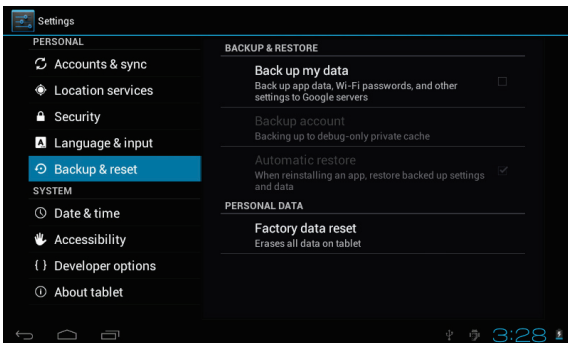 Settings
PERSONAL
Accounts & sync
Location services
Security
Language & input
Backup & reset
SYSTEM
Date & time
Accessibility
{ } Developer options
About tablet
BACKUP & RESTORE
Back up my data
Back up app data, Wi-Fi passwords, and other
settings to Google servers
Backup account
Backing up to debug-only private cache
Automatic restore
When reinstalling an app, restore backed up settings
and data
PERSONAL DATA
Factory data reset
Erases all data on tablet
3:28